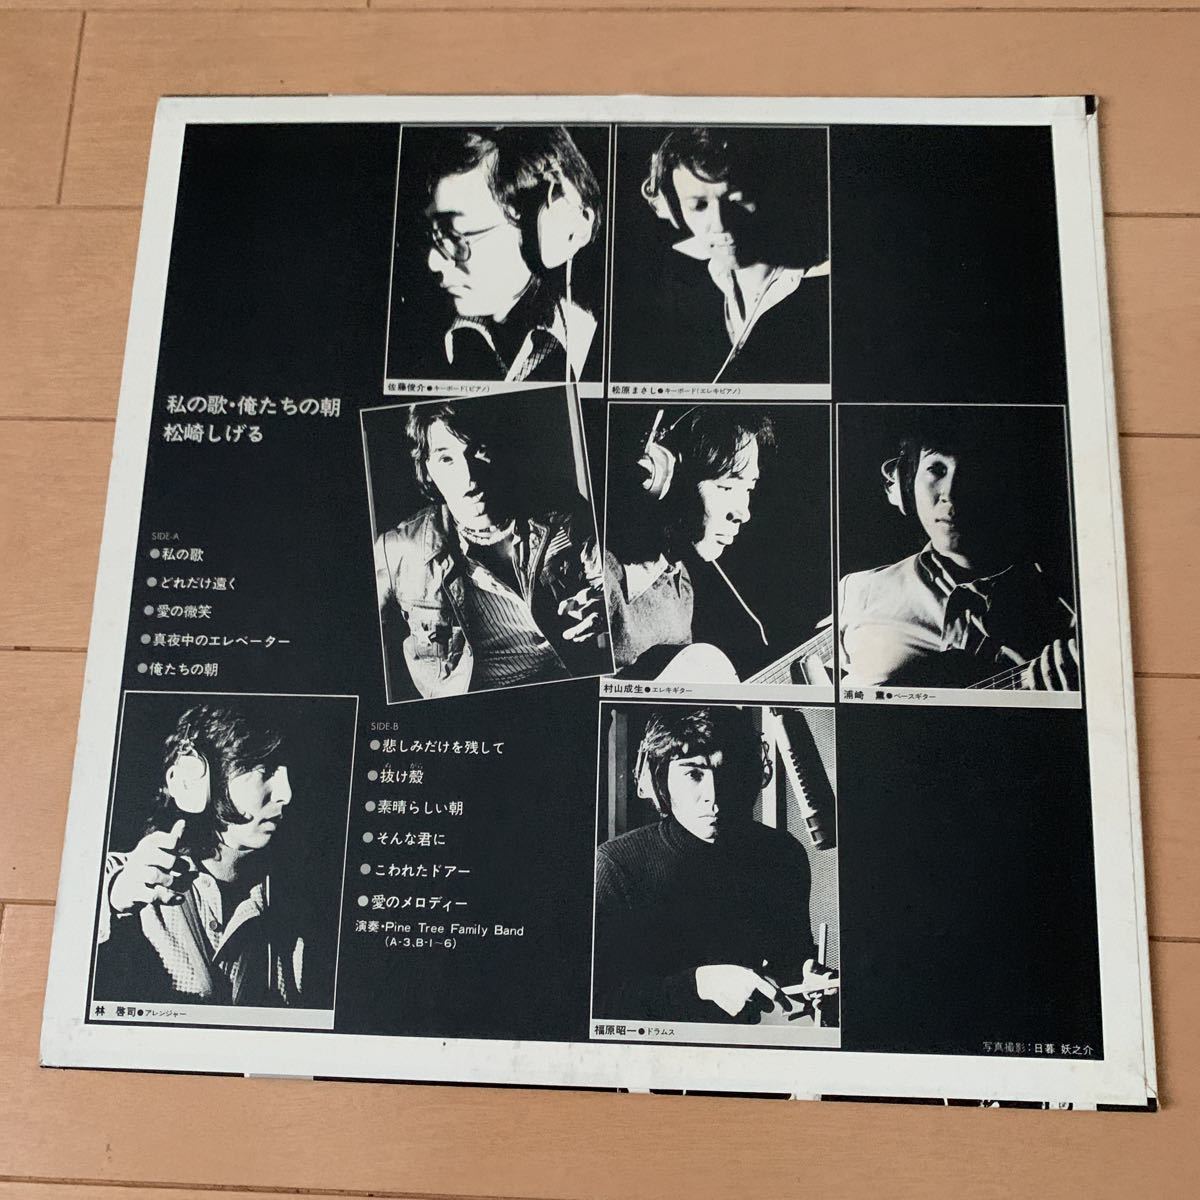 佐藤俊介●キーボード(ピアノ)
松原まさし●キーボード(エレキピアノ)
私の歌・俺たちの朝
松崎しげる
村山成生●エレキギター
浦崎 薫●ベースギター
SIDE-A
●私の歌
●どれだけ遠く
●愛の微笑
●真夜中のエレベーター
●俺たちの朝
SIDE-B
●悲しみだけを残して
ぬ がら
●抜け殻
●素晴らしい朝
●そんな君に
●こわれたドアー
●愛のメロディー
演奏・Pine Tree Family Band
(A-3、B-1〜6)
林 啓司●アレンジャー
福原昭一●ドラムス
写真撮影：日暮 妖之介